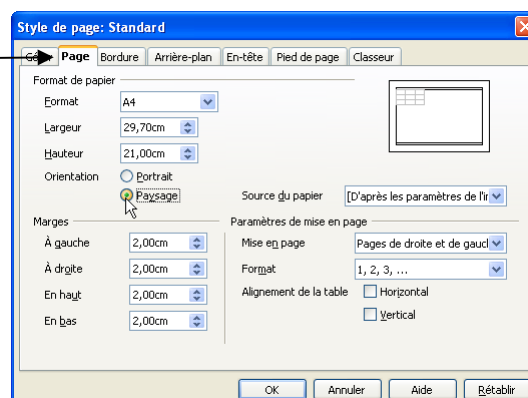 Style de page: Standard
Page Bordure Arrière-plan En-tête Pied de page Classeur
Format de papier
Format A4
Largeur 29,70cm
Hauteur 21,00cm
Orientation Portrait
Paysage Source du papier [D'après les paramètres de l'ir
Marges Paramètres de mise en page
À gauche 2,00cm Mise en page Pages de droite et de gaucl
À droite 2,00cm Format 1, 2, 3, ...
En haut 2,00cm Alignement de la table Horizontal
En bas 2,00cm Vertical
OK Annuler Aide Rétablir